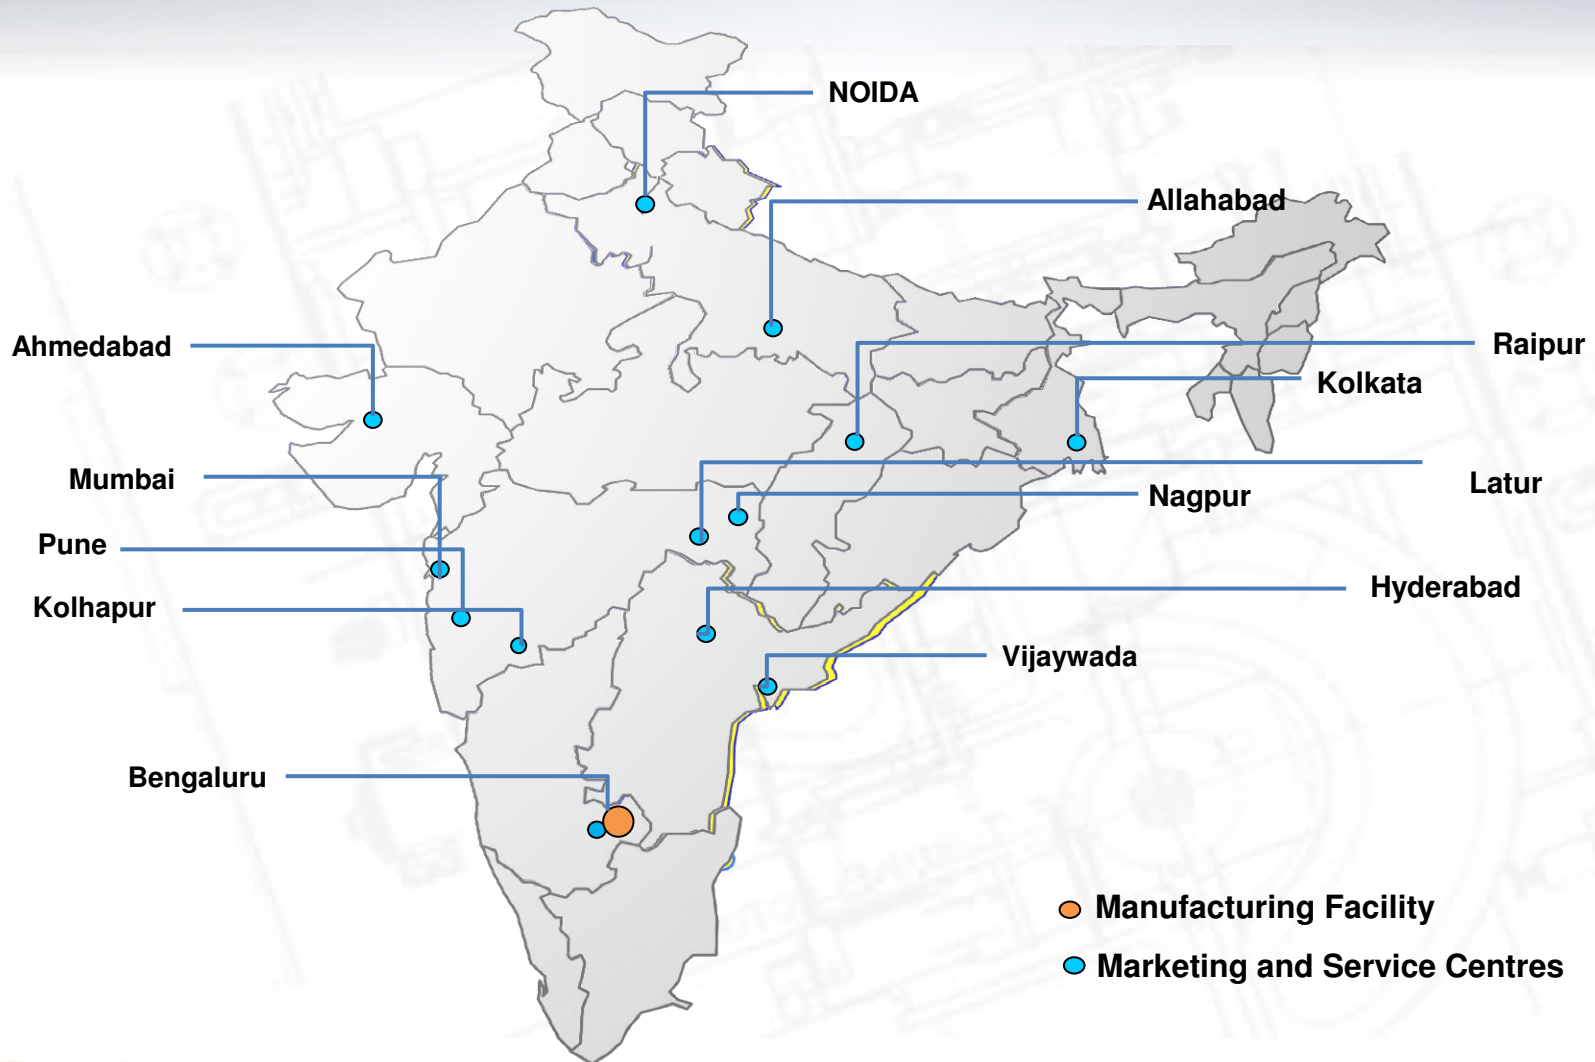 NOIDA
Allahabad
Ahmedabad
Raipur
Kolkata
Mumbai
Latur
Nagpur
Pune
Hyderabad
Kolhapur
Vijaywada
Bengaluru
Manufacturing Facility
Marketing and Service Centres